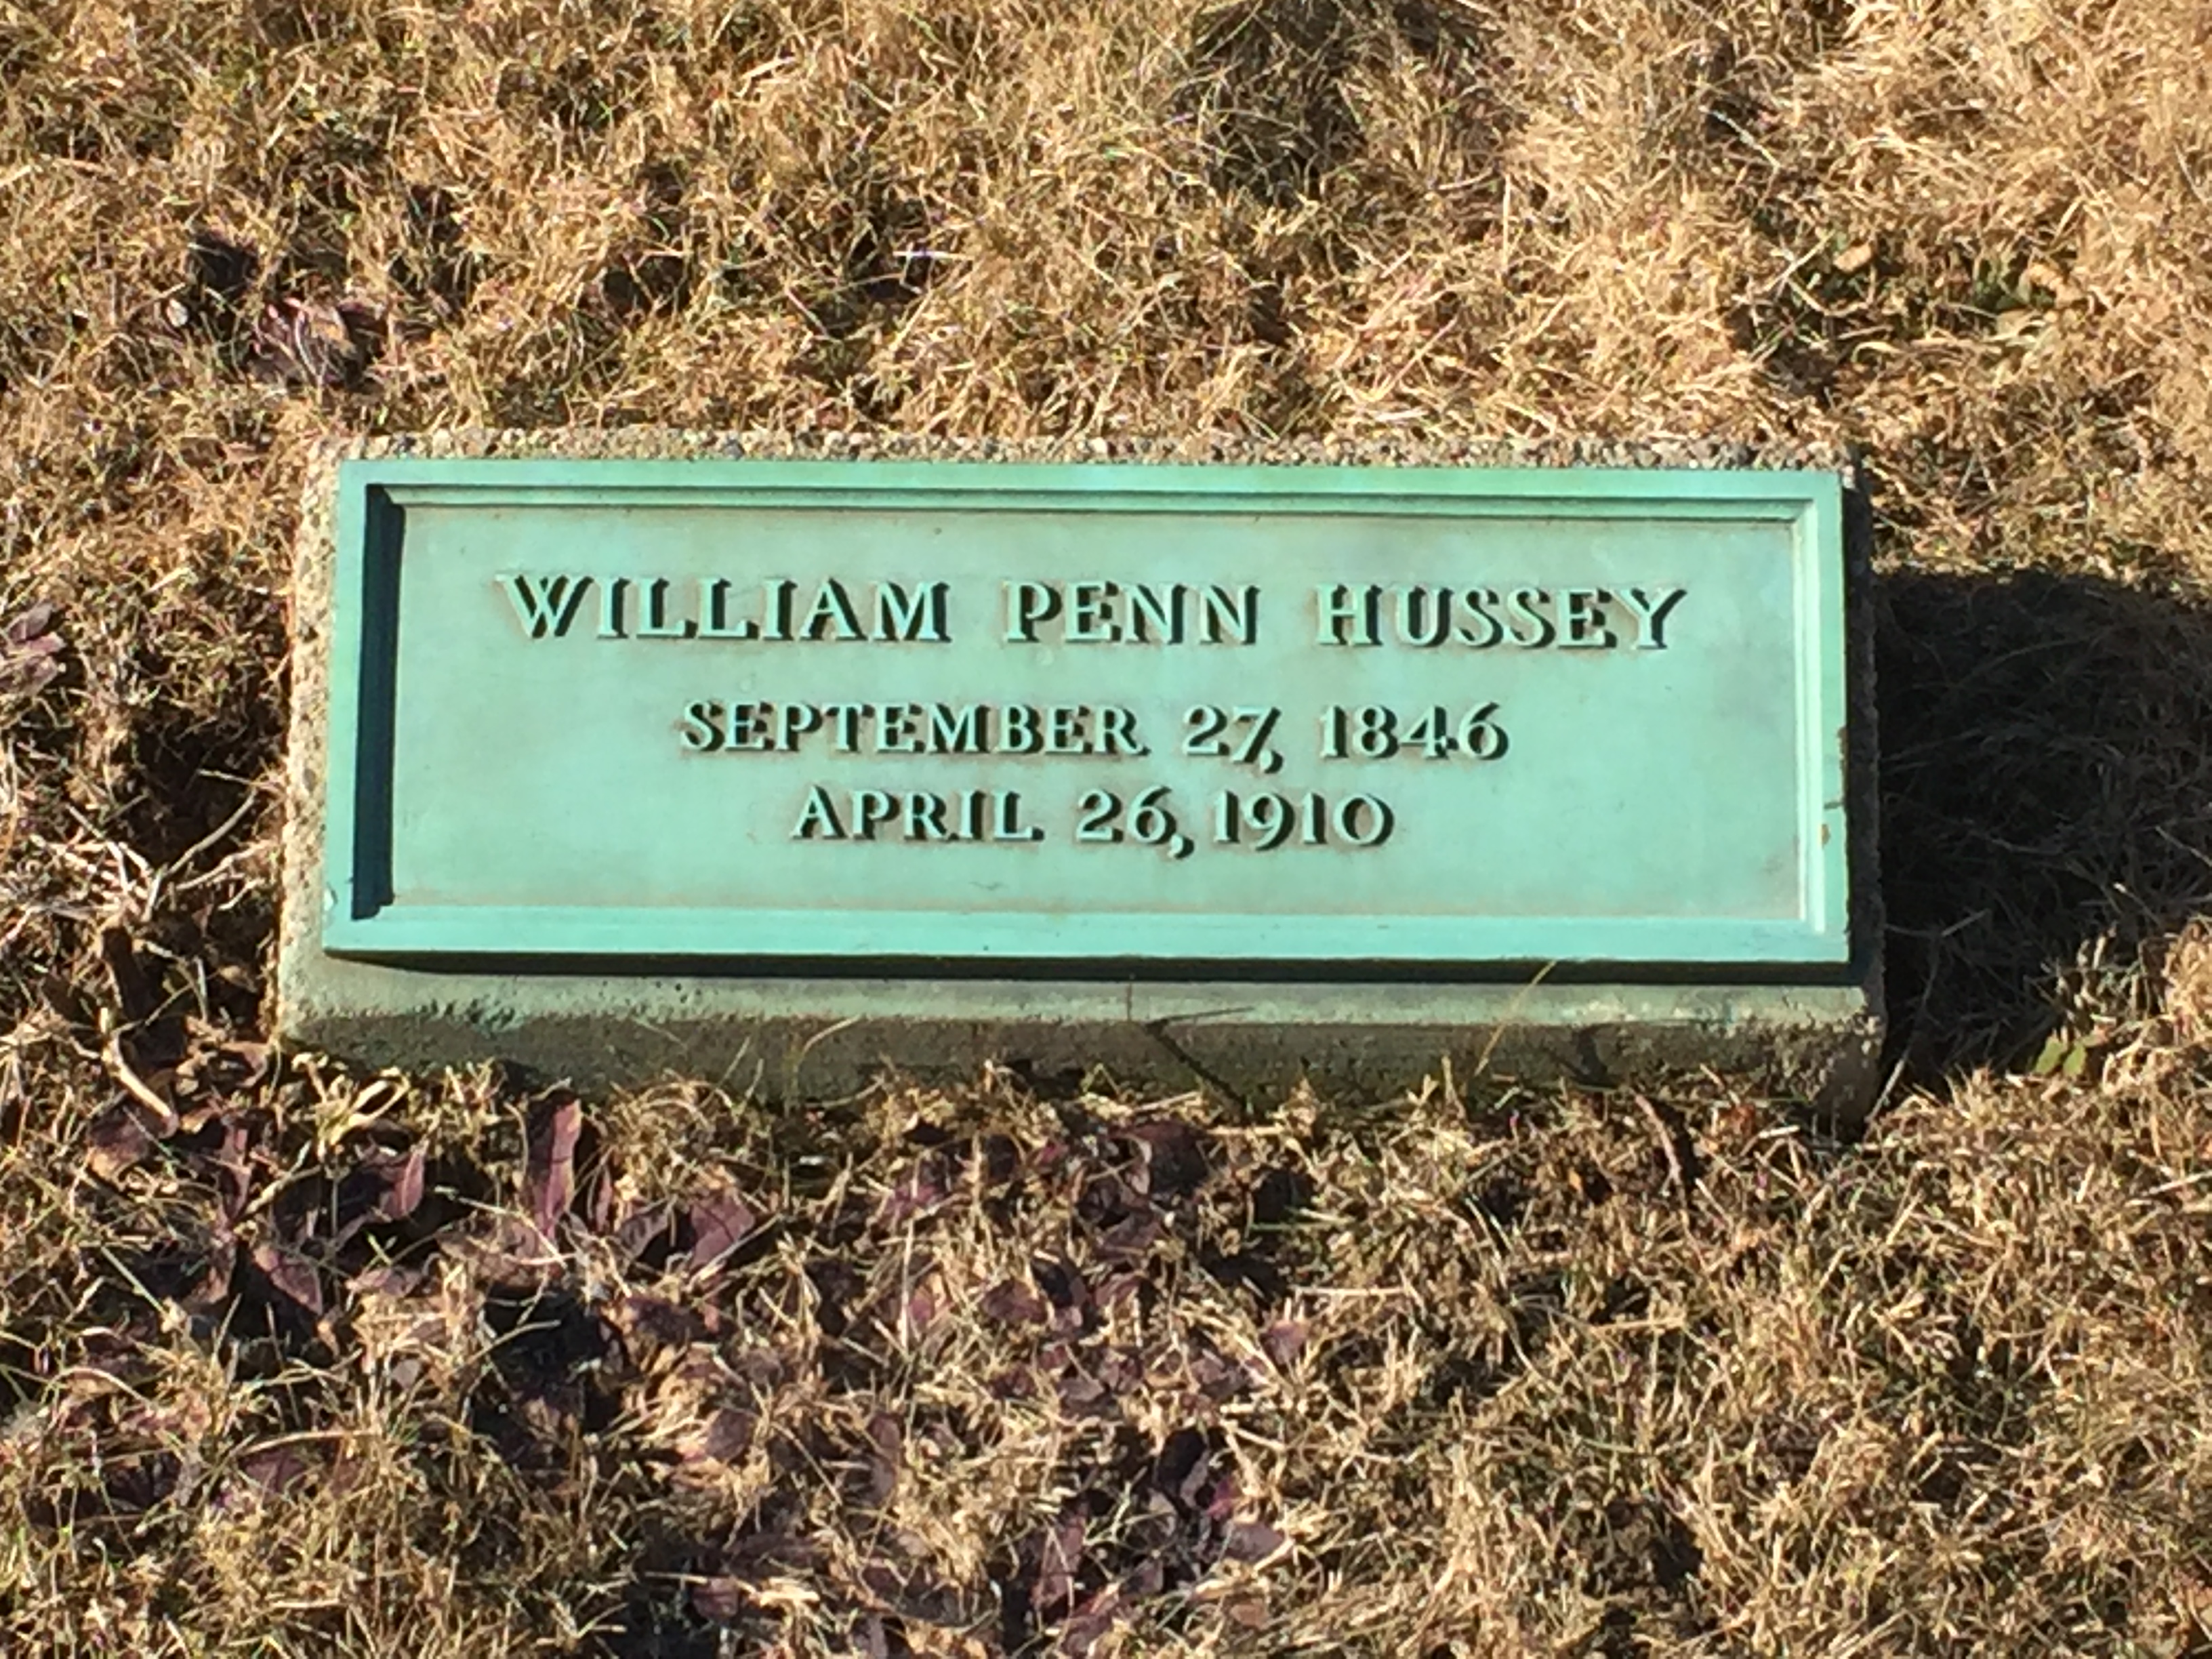 WILLIAM PENN HUSSEY
SEPTEMBER 27, 1846
APRIL 26, 1910